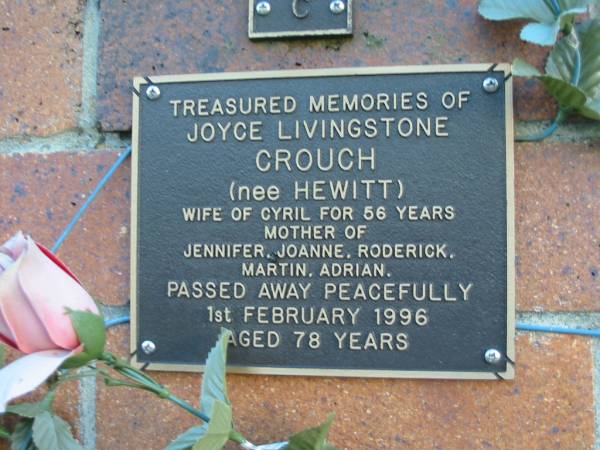 C
TREASURED MEMORIES OF
JOYCE LIVINGSTONE
CROUCH
(nee HEWITT)
WIFE OF CYRIL FOR 56 YEARS
MOTHER OF
JENNIFER, JOANNE, RODERICK,
MARTIN, ADRIAN.
PASSED AWAY PEACEFULLY
1st FEBRUARY 1996
AGED 78 YEARS